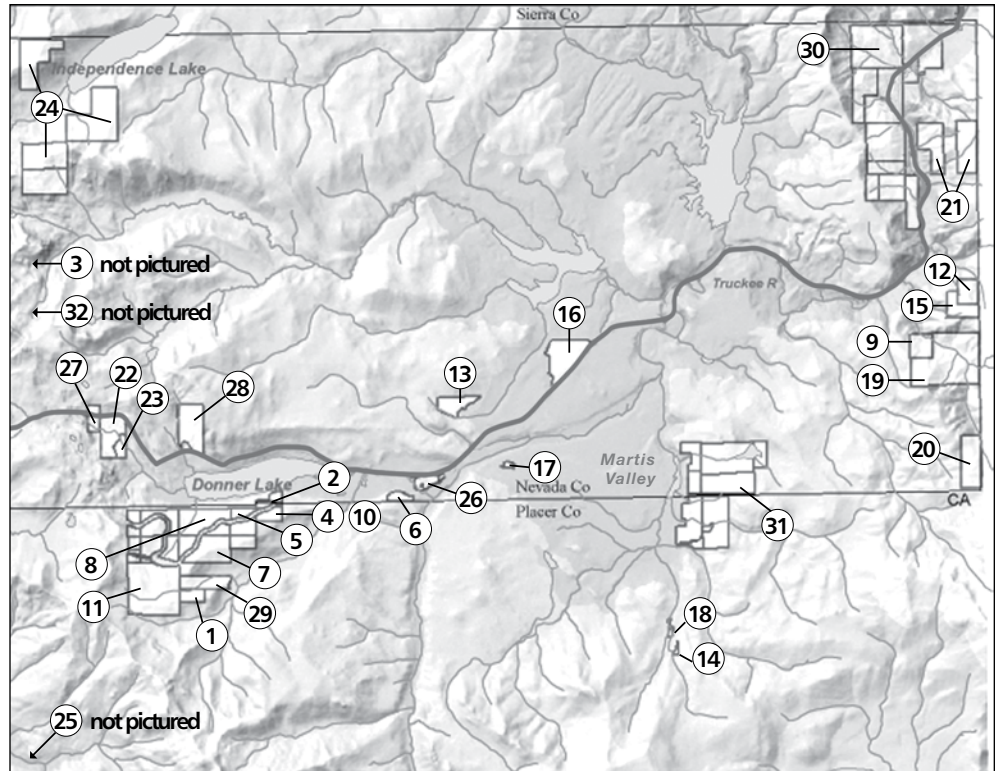 Sierra Co
30
Independence Lake
24
21
3 not pictured
12
32 not pictured
Truckee R
15
16
9
27
22
28
13
19
23
20
2
17
Martis
Valley
Donner Lake
26
Nevada Co
CA
4
10
6
Placer Co
31
5
8
7
11
29
1
18
14
25 not pictured